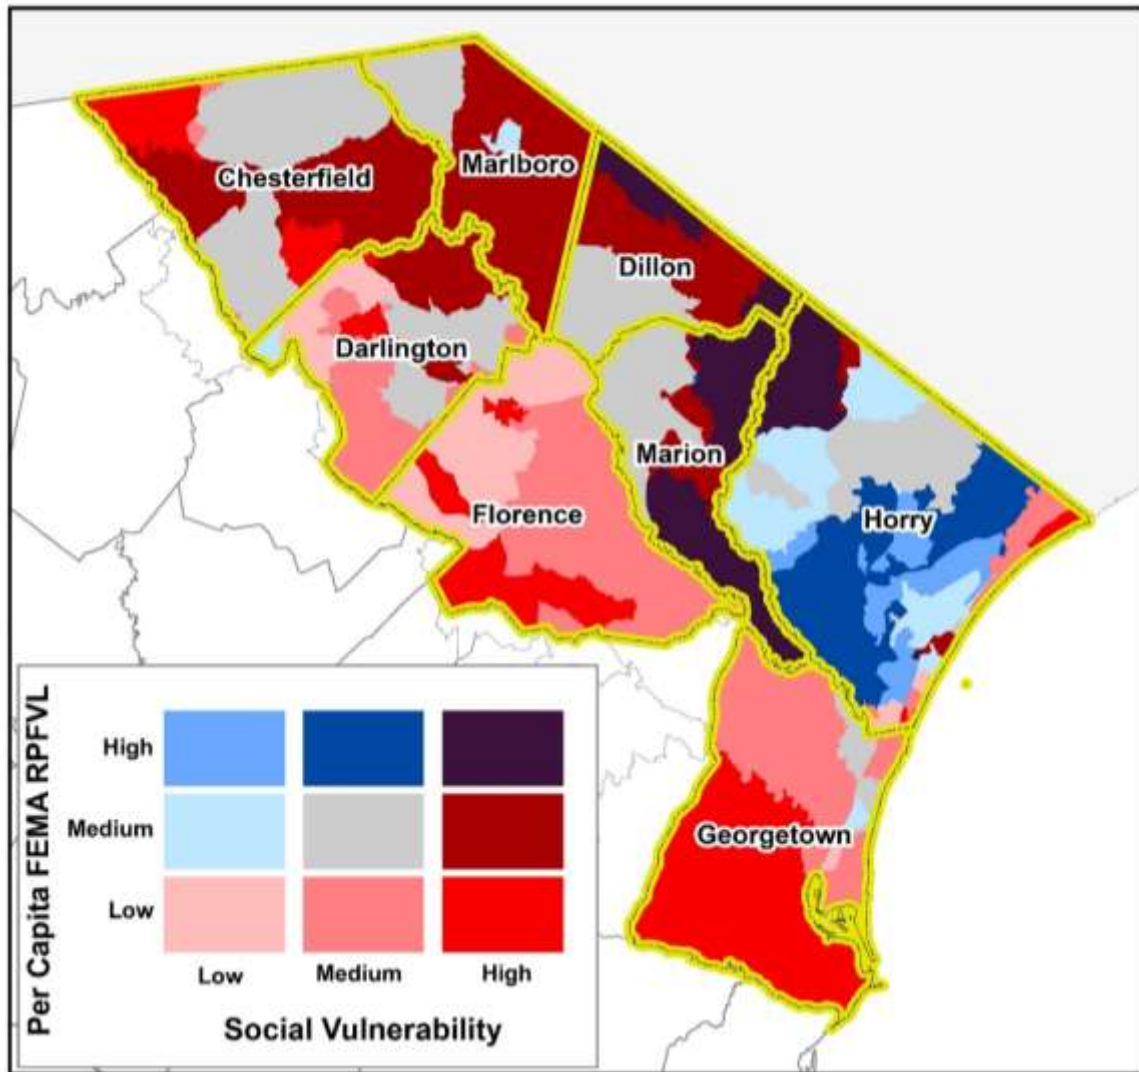 Chesterfield
Marlboro
Dillon
Darlington
Marion
Florence
Horry
Georgetown
Per Capita FEMA RPFVL
High
Medium
Low
Low Medium High
Social Vulnerability